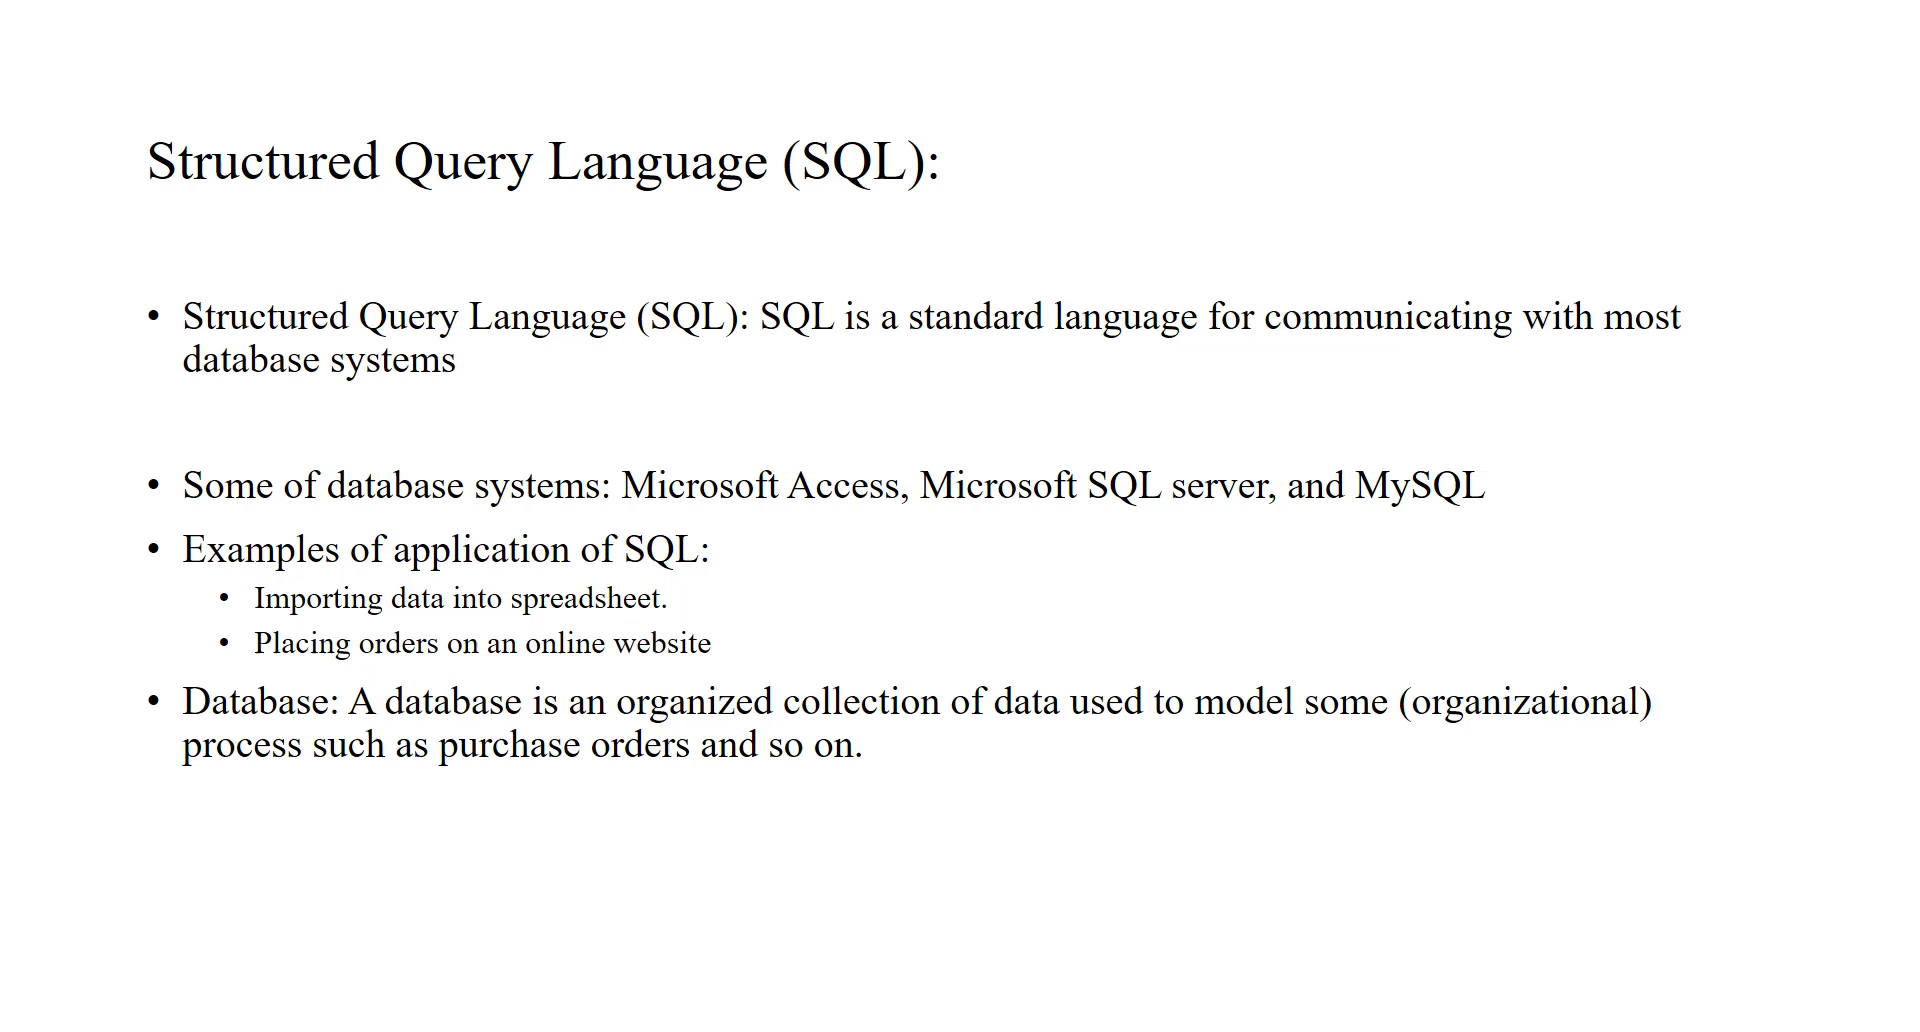 Structured Query Language (SQL):
• Structured Query Language (SQL): SQL is a standard language for communicating with most
database systems
• Some of database systems: Microsoft Access, Microsoft SQL server, and MySQL
• Examples of application of SQL:
• Importing data into spreadsheet.
• Placing orders on an online website
• Database: A database is an organized collection of data used to model some (organizational)
process such as purchase orders and so on.